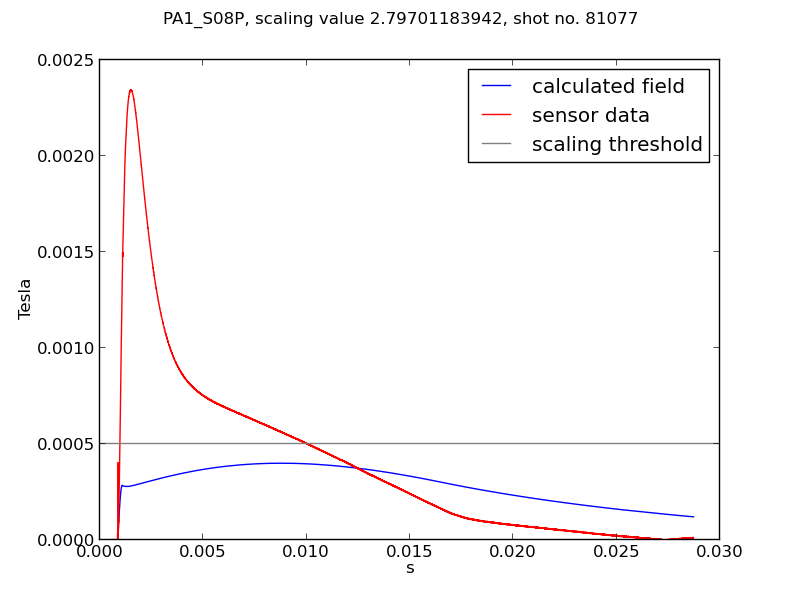 PA1_S08P, scaling value 2.79701183942, shot no. 81077
calculated field
sensor data
scaling threshold
0.0025
0.0020
0.0015
0.0010
0.0005
0.0000
Tesla
0.000
0.005
0.010
0.015
0.020
0.025
0.030
s